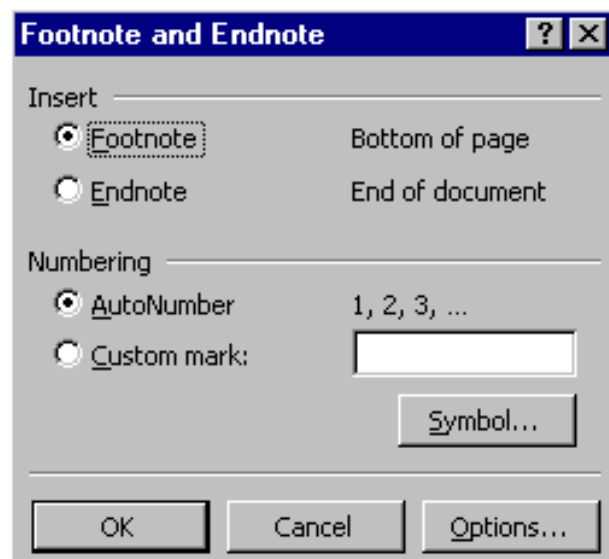 Footnote and Endnote
Insert
Footnote Bottom of page
Endnote End of document
Numbering
AutoNumber 1, 2, 3, ...
Custom mark:
Symbol...
OK Cancel Options...